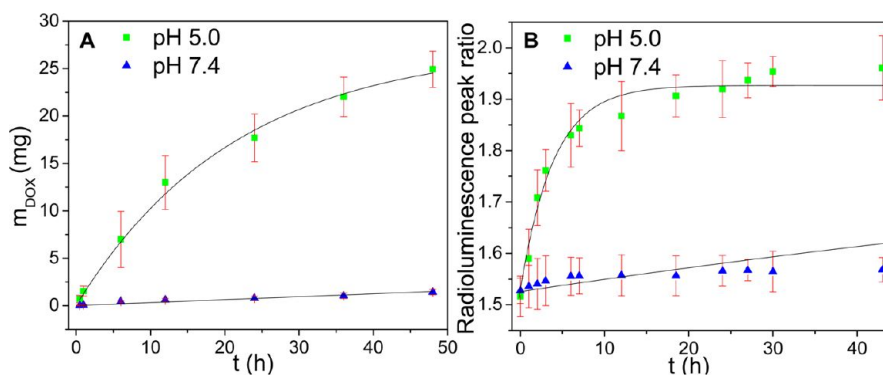 A
pH 5.0
pH 7.4
m_DOX (mg)
30
25
20
15
10
5
0
0 10 20 30 40 50
t (h)
B
pH 5.0
pH 7.4
Radioluminescence peak ratio
2.0
1.9
1.8
1.7
1.6
1.5
0 10 20 30 40
t (h)